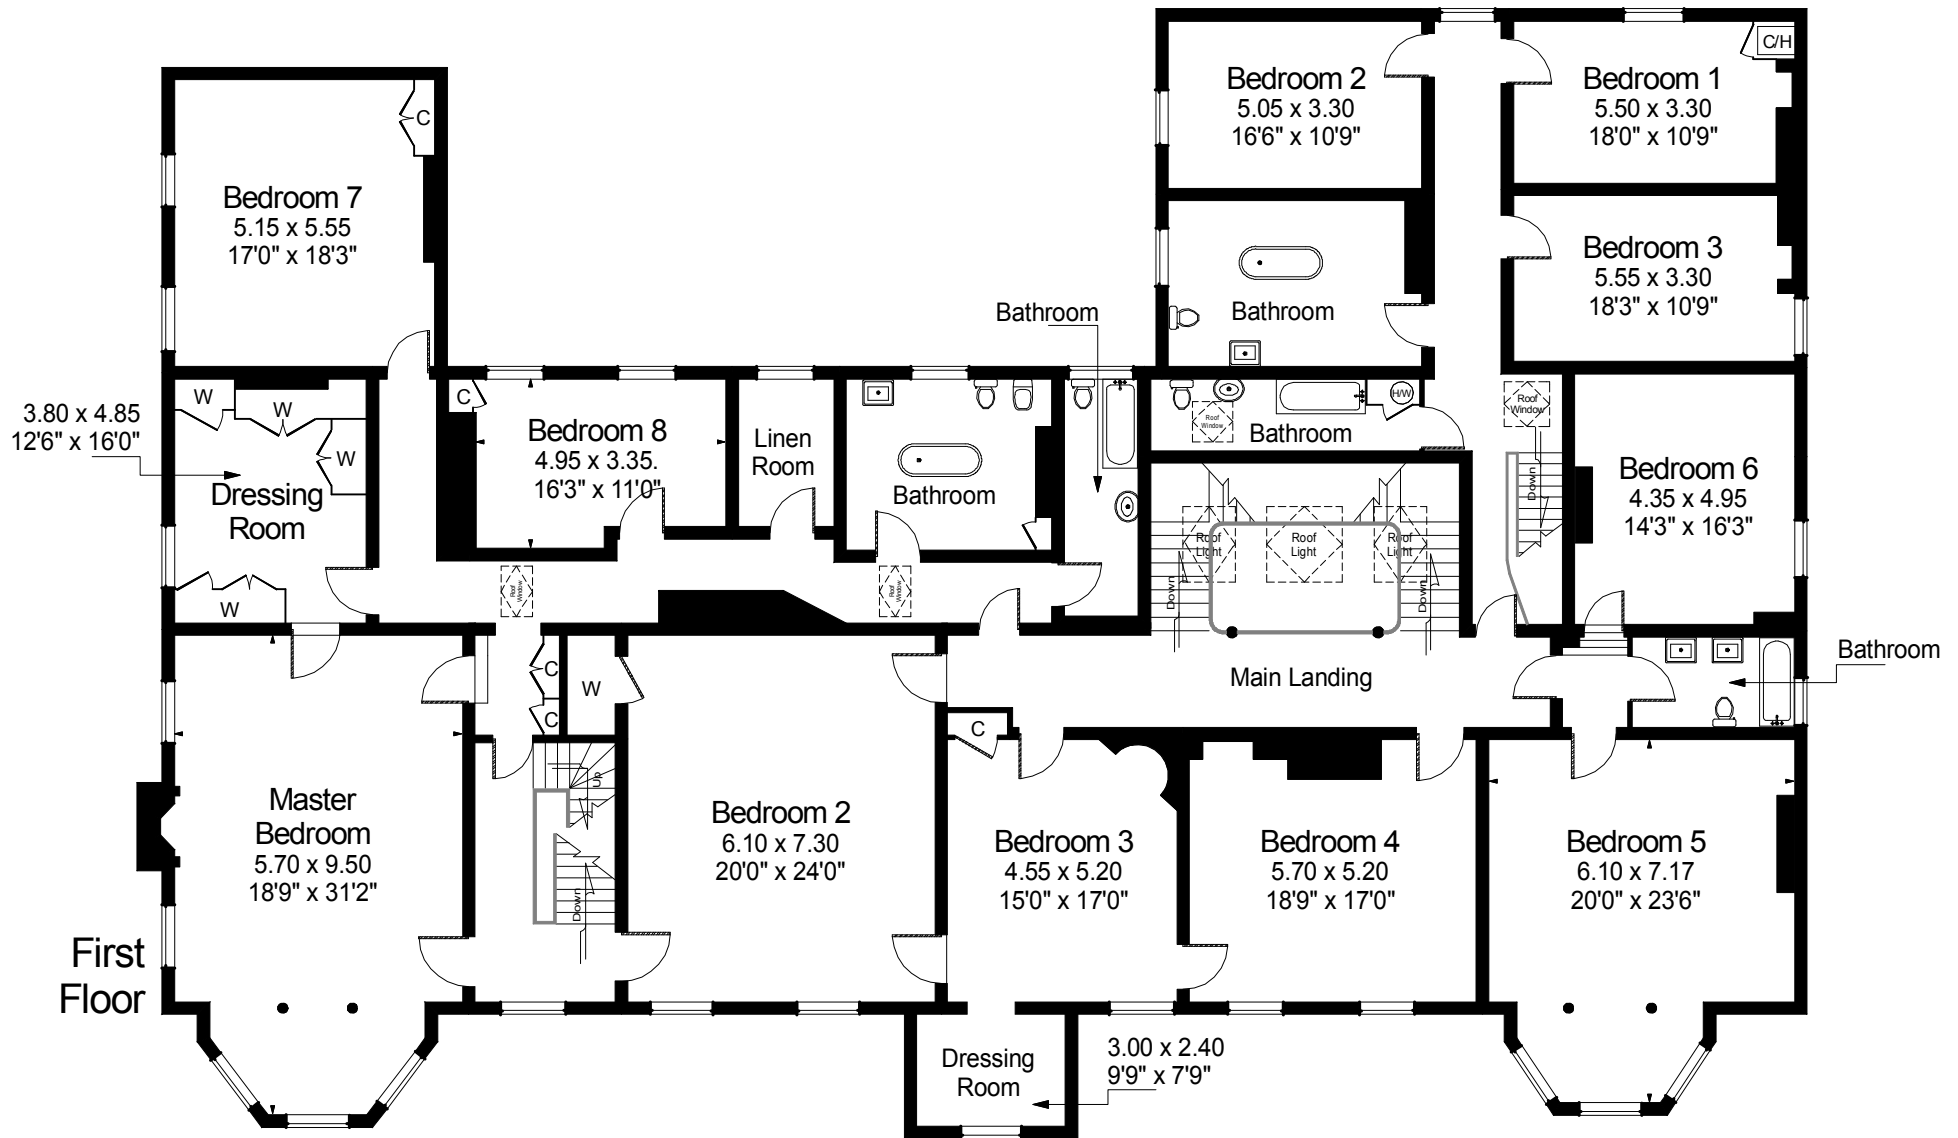 Bedroom 2
5.05 x 3.30
16'6" x 10'9"
Bedroom 1
5.50 x 3.30
18'0" x 10'9"
C/H
C
Bedroom 7
5.15 x 5.55
17'0" x 18'3"
Bedroom 3
5.55 x 3.30
18'3" x 10'9"
Bathroom
Bathroom
3.80 x 4.85
12'6" x 16'0"
W
W
W
Dressing
Room
W
C
Bedroom 8
4.95 x 3.35.
16'3" x 11'0"
Linen
Room
Bathroom
Roof
Window
H/W
Bathroom
Roof
Window
Down
Bedroom 6
4.35 x 4.95
14'3" x 16'3"
Roof
Light
Roof
Light
Roof
Light
Down
Down
Roof
Window
Roof
Window
Main Landing
Bathroom
C
C
W
C
Up
Down
Master
Bedroom
5.70 x 9.50
18'9" x 31'2"
Bedroom 2
6.10 x 7.30
20'0" x 24'0"
Bedroom 3
4.55 x 5.20
15'0" x 17'0"
Bedroom 4
5.70 x 5.20
18'9" x 17'0"
Bedroom 5
6.10 x 7.17
20'0" x 23'6"
First
Floor
Dressing
Room
3.00 x 2.40
9'9" x 7'9"